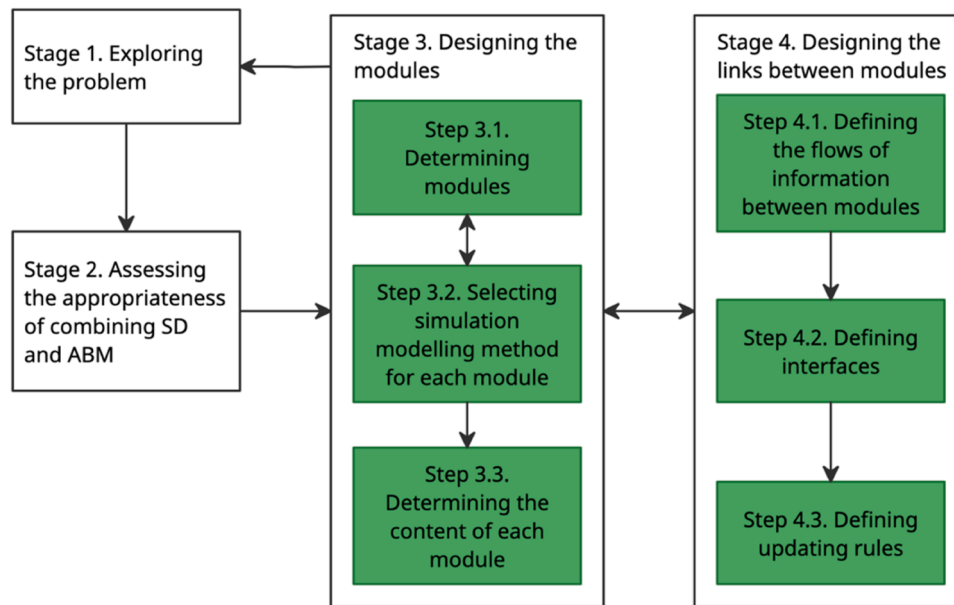 Stage 1. Exploring
the problem
Stage 2. Assessing
the appropriateness
of combining SD
and ABM
Stage 3. Designing the
modules
Step 3.1.
Determining
modules
Step 3.2. Selecting
simulation
modelling method
for each module
Step 3.3.
Determining the
content of each
module
Stage 4. Designing the
links between modules
Step 4.1. Defining
the flows of
information
between modules
Step 4.2. Defining
interfaces
Step 4.3. Defining
updating rules